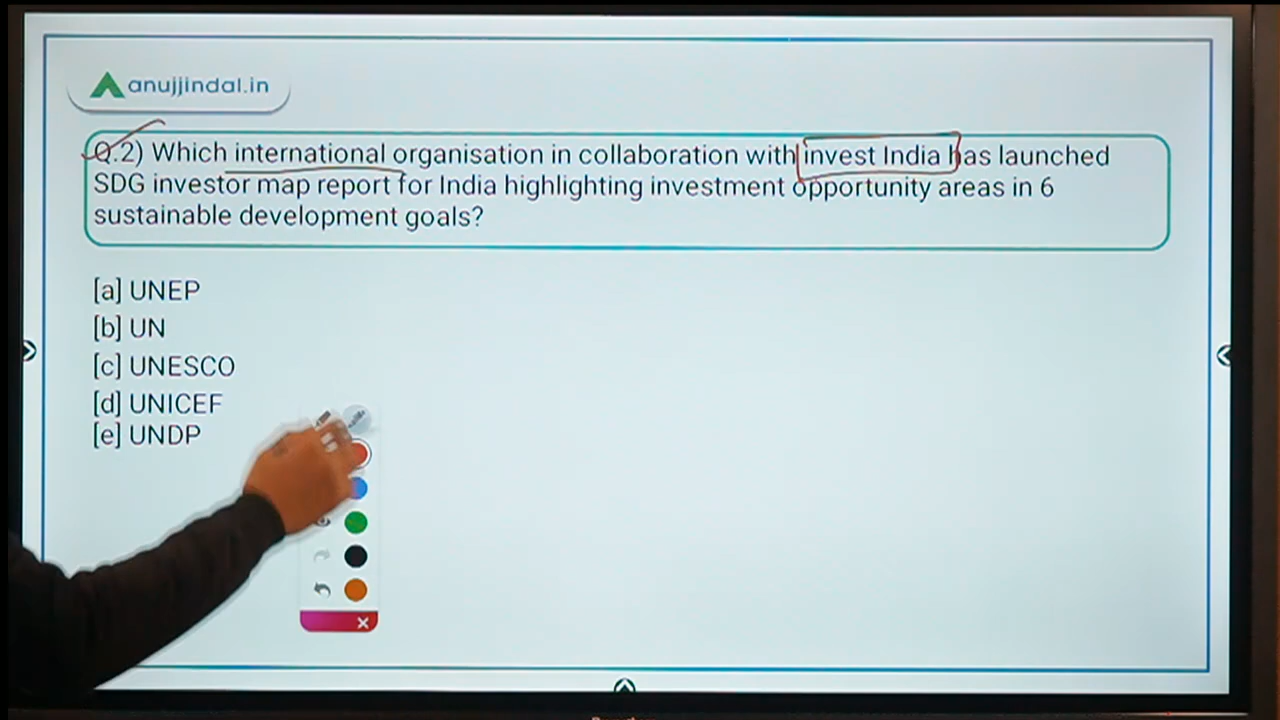 anujjindal.in
Q.2) Which international organisation in collaboration with invest India has launched
SDG investor map report for India highlighting investment opportunity areas in 6
sustainable development goals?
[a] UNEP
[b] UN
[c] UNESCO
[d] UNICEF
[e] UNDP